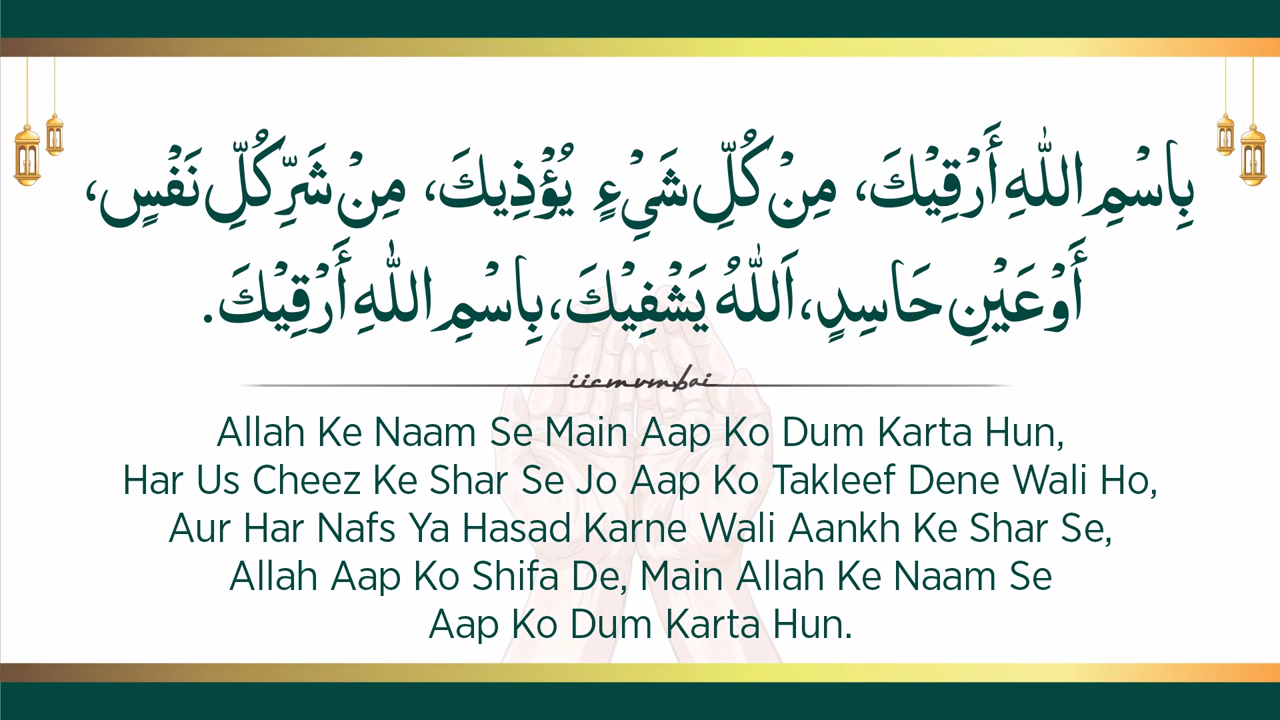 بِاسْمِ اللّٰهِ أَرْقِيْكَ، مِنْ كُلِّ شَيْءٍ يُؤْذِيكَ، مِنْ شَرِّ كُلِّ نَفْسٍ،
أَوْ عَيْنِ حَاسِدٍ، اَللّٰهُ يَشْفِيْكَ، بِاسْمِ اللّٰهِ أَرْقِيْكَ.
iicmumbai
Allah Ke Naam Se Main Aap Ko Dum Karta Hun,
Har Us Cheez Ke Shar Se Jo Aap Ko Takleef Dene Wali Ho,
Aur Har Nafs Ya Hasad Karne Wali Aankh Ke Shar Se,
Allah Aap Ko Shifa De, Main Allah Ke Naam Se
Aap Ko Dum Karta Hun.